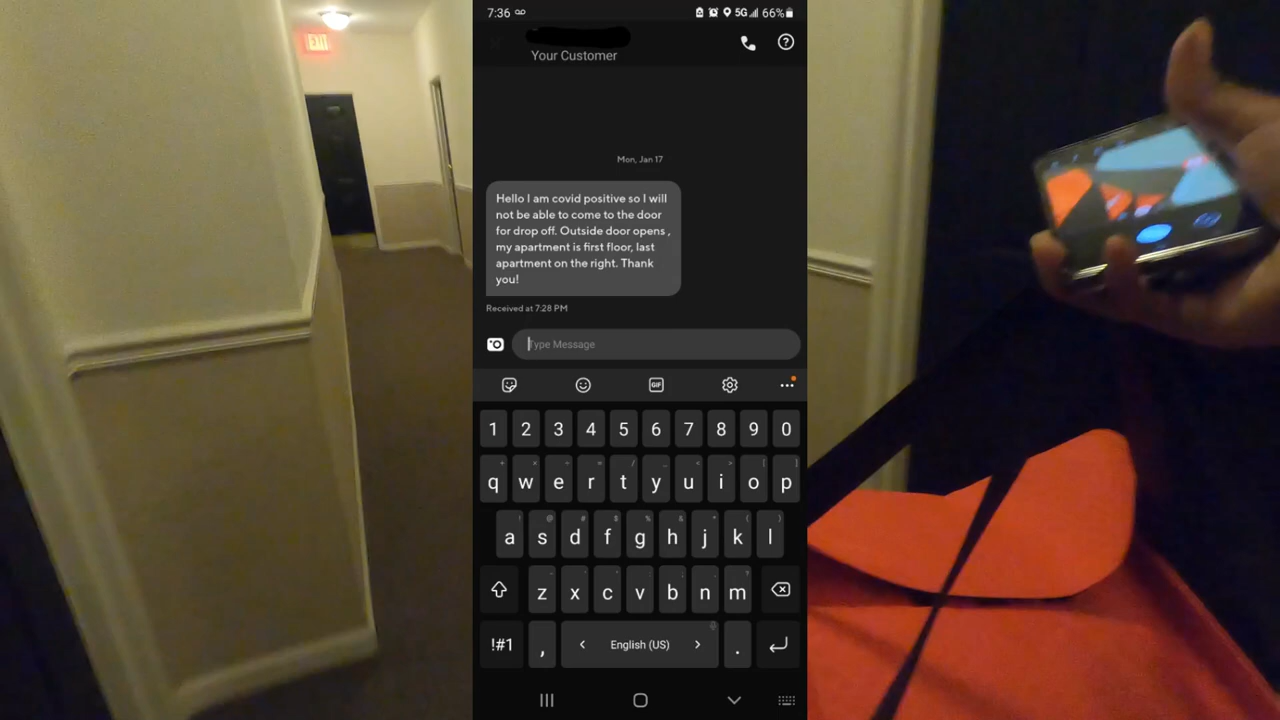 EXIT
7:36
5G 66%
Your Customer
Mon, Jan 17
Hello I am covid positive so I will
not be able to come to the door
for drop off. Outside door opens ,
my apartment is first floor, last
apartment on the right. Thank
you!
Received at 7:28 PM
Type Message
GIF
1 2 3 4 5 6 7 8 9 0
q w e r t y u i o p
a s d f g h j k l
z x c v b n m
!#1 , < English (US) > .